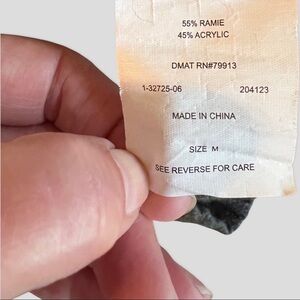 55% RAMIE
45% ACRYLIC
DMAT RN#79913
1-32725-06 204123
MADE IN CHINA
SIZE M
SEE REVERSE FOR CARE